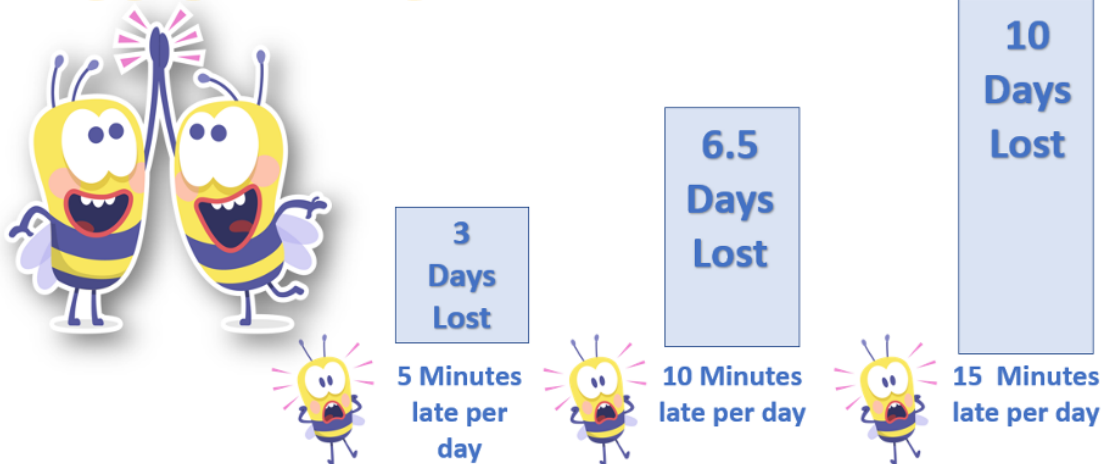 3
Days
Lost
5 Minutes
late per
day
6.5
Days
Lost
10 Minutes
late per day
10
Days
Lost
15 Minutes
late per day